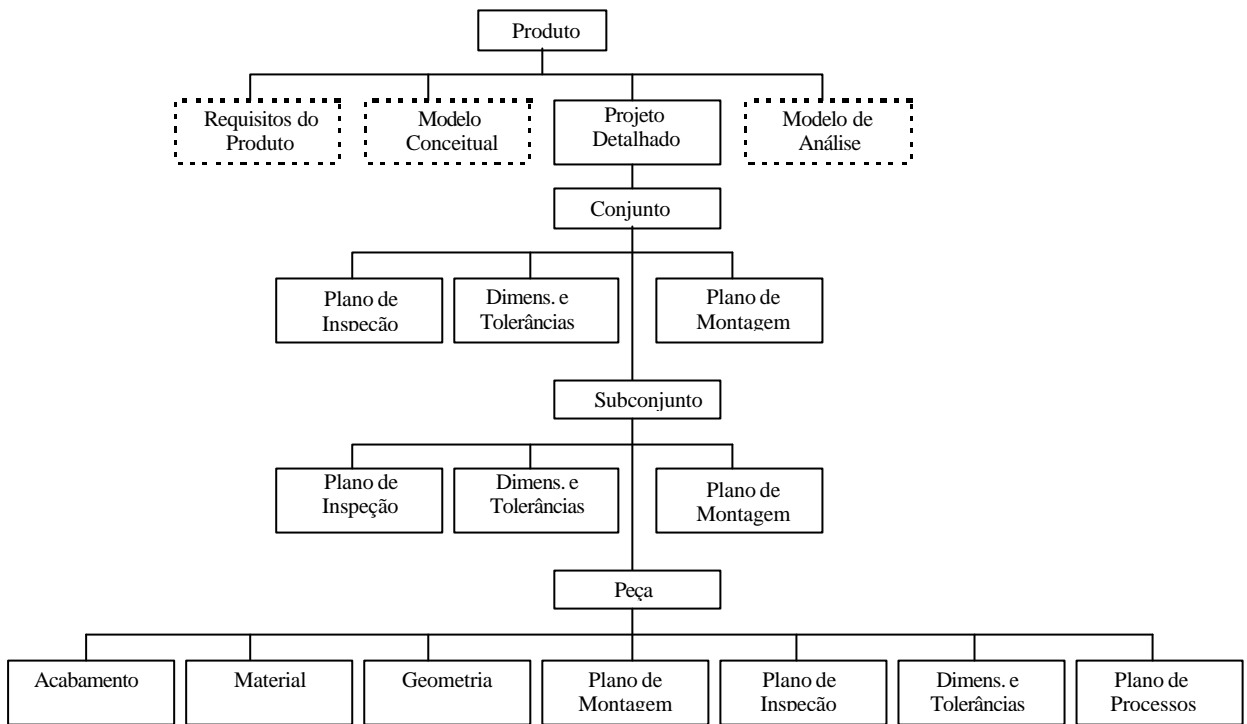 Produto
Requisitos do
Produto
Modelo
Conceitual
Projeto
Detalhado
Modelo de
Análise
Conjunto
Plano de
Inspeção
Dimens. e
Tolerâncias
Plano de
Montagem
Subconjunto
Plano de
Inspeção
Dimens. e
Tolerâncias
Plano de
Montagem
Peça
Acabamento
Material
Geometria
Plano de
Montagem
Plano de
Inspeção
Dimens. e
Tolerâncias
Plano de
Processos